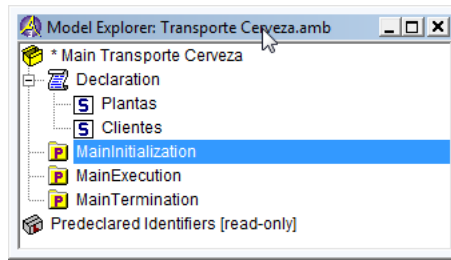 Model Explorer: Transporte Cerveza.amb
* Main Transporte Cerveza
Declaration
S Plantas
S Clientes
P MainInitialization
P MainExecution
P MainTermination
Predeclared Identifiers [read-only]